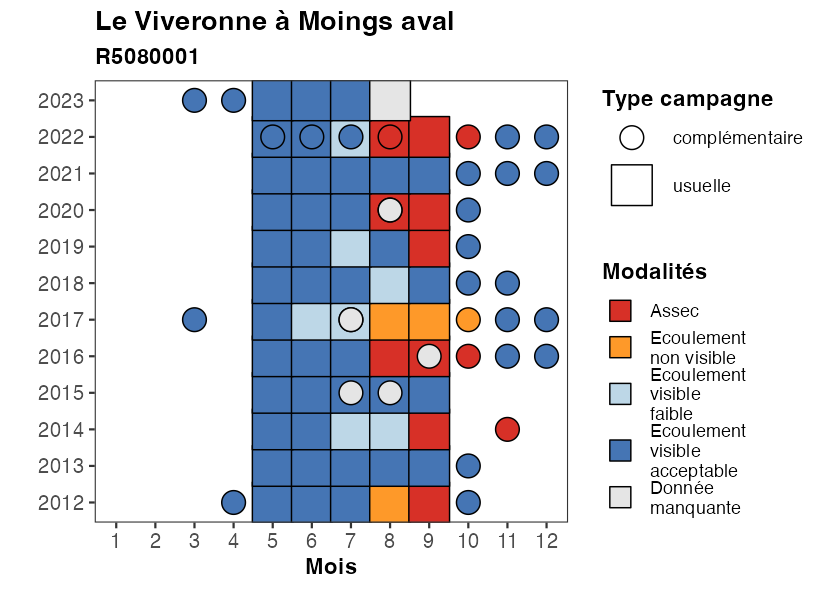 Le Viveronne à Moings aval
R5080001
2023
2022
2021
2020
2019
2018
2017
2016
2015
2014
2013
2012
1 2 3 4 5 6 7 8 9 10 11 12
Mois
Type campagne
complémentaire
usuelle
Modalités
Assec
Ecoulement
non visible
Ecoulement
visible
faible
Ecoulement
visible
acceptable
Donnée
manquante